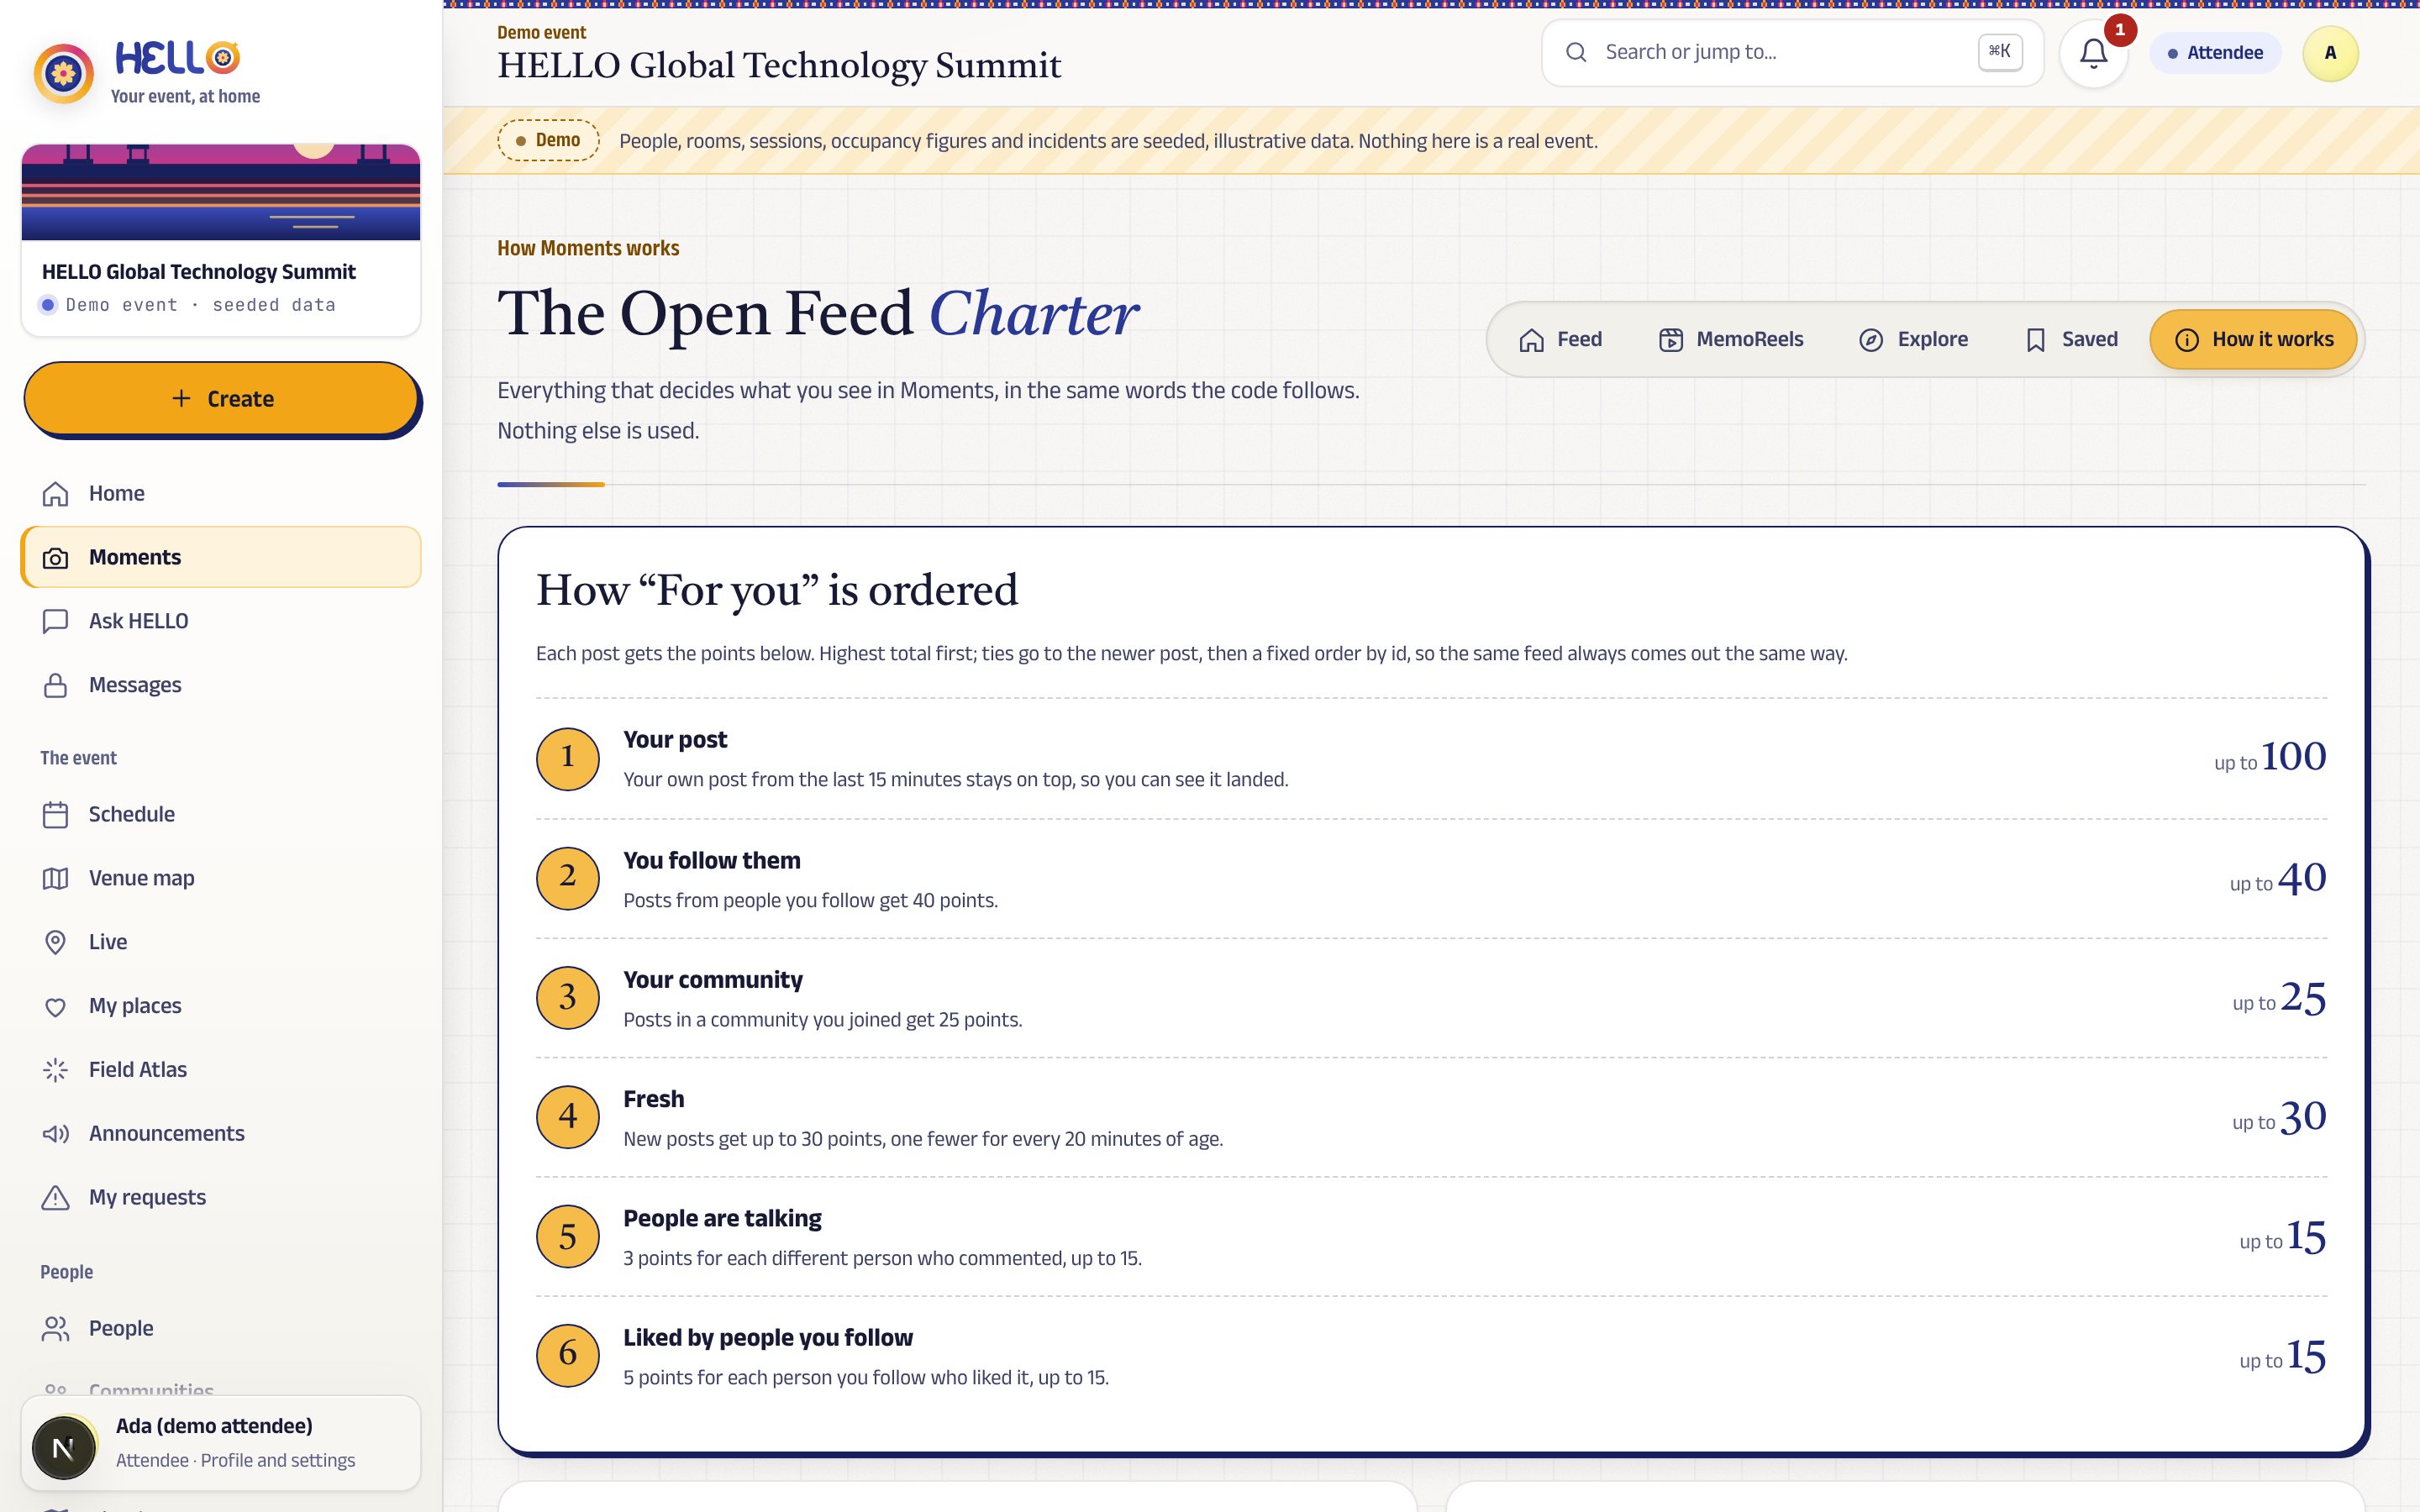 HELLO
Your event, at home
HELLO Global Technology Summit
Demo event · seeded data
+ Create
Home
Moments
Ask HELLO
Messages
The event
Schedule
Venue map
Live
My places
Field Atlas
Announcements
My requests
People
People
Communities
N
Ada (demo attendee)
Attendee · Profile and settings
Demo event
HELLO Global Technology Summit
Search or jump to...
⌘K
1
Attendee
A
Demo
People, rooms, sessions, occupancy figures and incidents are seeded, illustrative data. Nothing here is a real event.
How Moments works
The Open Feed Charter
Everything that decides what you see in Moments, in the same words the code follows.
Nothing else is used.
Feed
MemoReels
Explore
Saved
How it works
How “For you” is ordered
Each post gets the points below. Highest total first; ties go to the newer post, then a fixed order by id, so the same feed always comes out the same way.
1
Your post
Your own post from the last 15 minutes stays on top, so you can see it landed.
up to 100
2
You follow them
Posts from people you follow get 40 points.
up to 40
3
Your community
Posts in a community you joined get 25 points.
up to 25
4
Fresh
New posts get up to 30 points, one fewer for every 20 minutes of age.
up to 30
5
People are talking
3 points for each different person who commented, up to 15.
up to 15
6
Liked by people you follow
5 points for each person you follow who liked it, up to 15.
up to 15